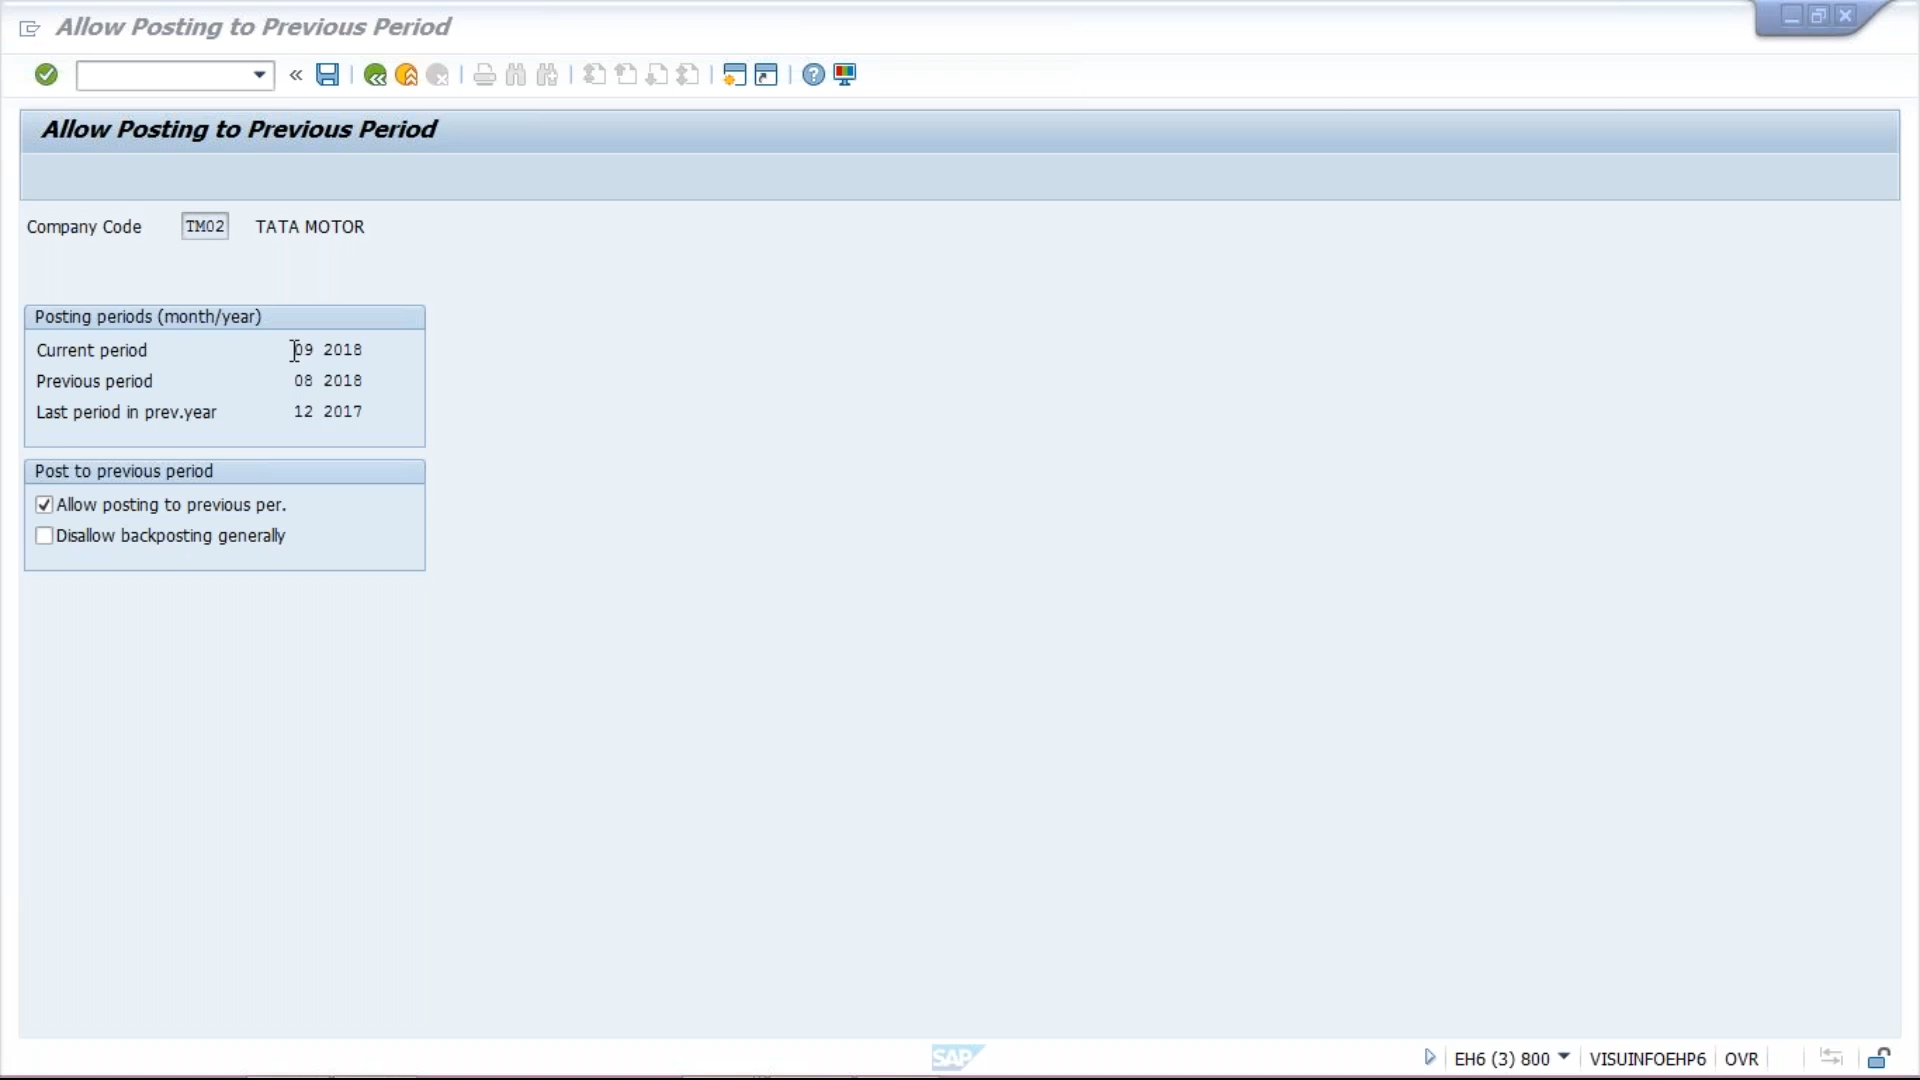 Allow Posting to Previous Period
Allow Posting to Previous Period
Company Code TM02 TATA MOTOR
Posting periods (month/year)
Current period 09 2018
Previous period 08 2018
Last period in prev.year 12 2017
Post to previous period
Allow posting to previous per.
Disallow backposting generally
SAP EH6 (3) 800 VISUINFOEHP6 OVR